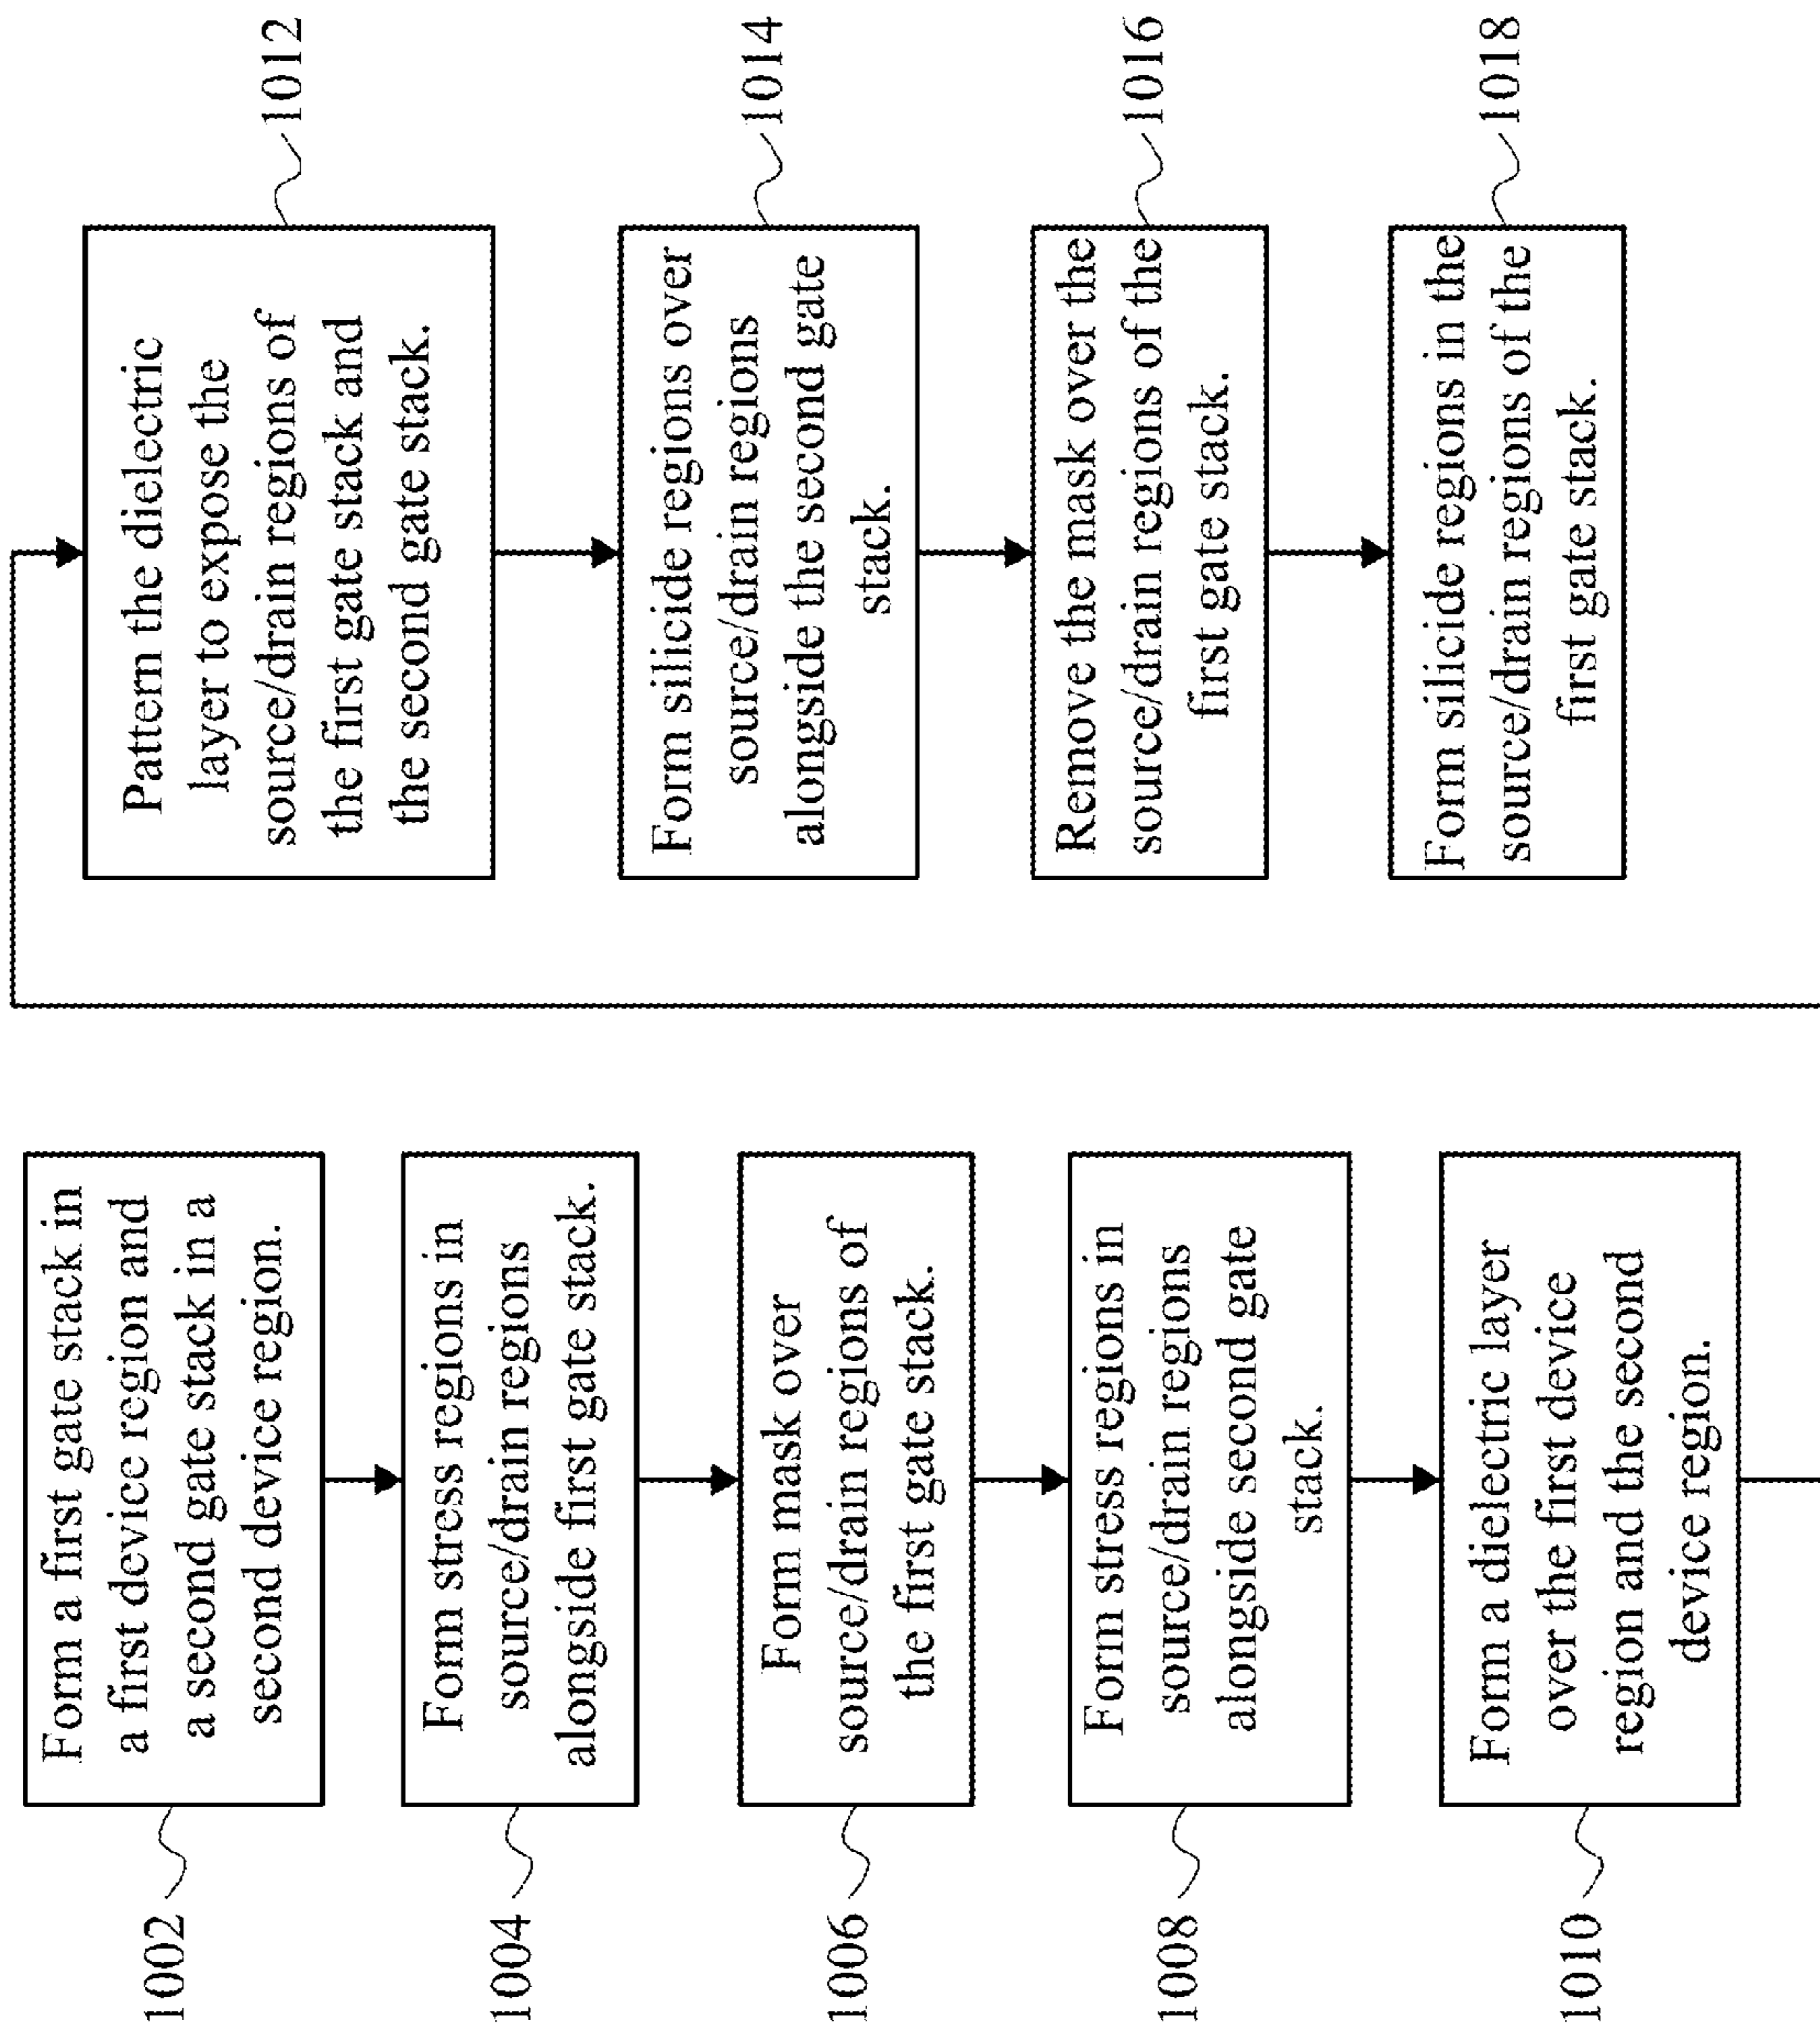 1002
Form a first gate stack in
a first device region and
a second gate stack in a
second device region.
1004
Form stress regions in
source/drain regions
alongside first gate stack.
1006
Form mask over
source/drain regions of
the first gate stack.
1008
Form stress regions in
source/drain regions
alongside second gate
stack.
1010
Form a dielectric layer
over the first device
region and the second
device region.
Pattern the dielectric
layer to expose the
source/drain regions of
the first gate stack and
the second gate stack.
1012
Form silicide regions over
source/drain regions
alongside the second gate
stack.
1014
Remove the mask over the
source/drain regions of the
first gate stack.
1016
Form silicide regions in the
source/drain regions of the
first gate stack.
1018